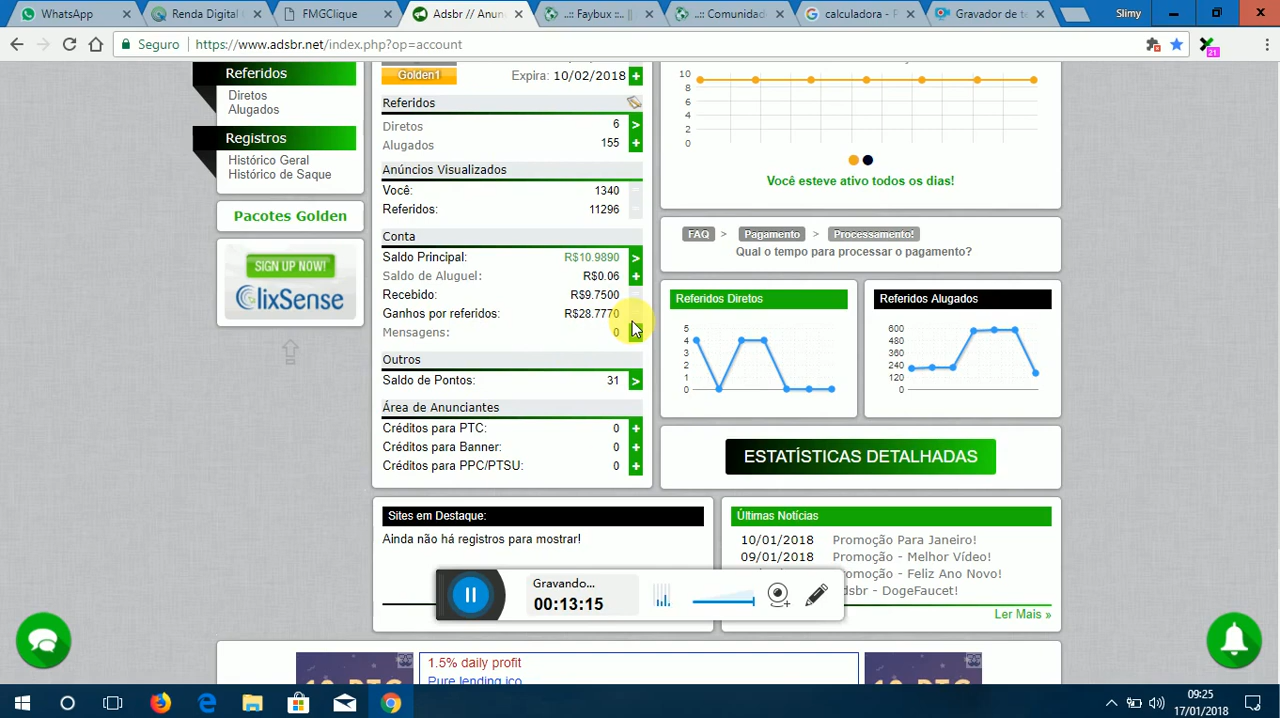 WhatsApp
Renda Digital
FMGClique
Adsbr // Anun
..:: Faybux ::.. ||
..:: Comunidad
calculadora - P
Gravador de te
Slimy
Seguro
https://www.adsbr.net/index.php?op=account
21
Referidos
Diretos
Alugados
Registros
Histórico Geral
Histórico de Saque
Pacotes Golden
SIGN UP NOW!
ClixSense
Golden1
Expira: 10/02/2018
Referidos
Diretos 6
Alugados 155
Anúncios Visualizados
Você: 1340
Referidos: 11296
Conta
Saldo Principal: R$10.9890
Saldo de Aluguel: R$0.06
Recebido: R$9.7500
Ganhos por referidos: R$28.7770
Mensagens: 0
Outros
Saldo de Pontos: 31
Área de Anunciantes
Créditos para PTC: 0
Créditos para Banner: 0
Créditos para PPC/PTSU: 0
10
8
6
4
2
0
Você esteve ativo todos os dias!
FAQ > Pagamento > Processamento!
Qual o tempo para processar o pagamento?
Referidos Diretos
5
4
3
2
1
0
Referidos Alugados
600
480
360
240
120
0
ESTATÍSTICAS DETALHADAS
Sites em Destaque:
Ainda não há registros para mostrar!
Últimas Notícias
10/01/2018 Promoção Para Janeiro!
09/01/2018 Promoção - Melhor Vídeo!
omoção - Feliz Ano Novo!
dsbr - DogeFaucet!
Ler Mais »
Gravando...
00:13:15
1.5% daily profit
Pure lending ico
09:25
17/01/2018